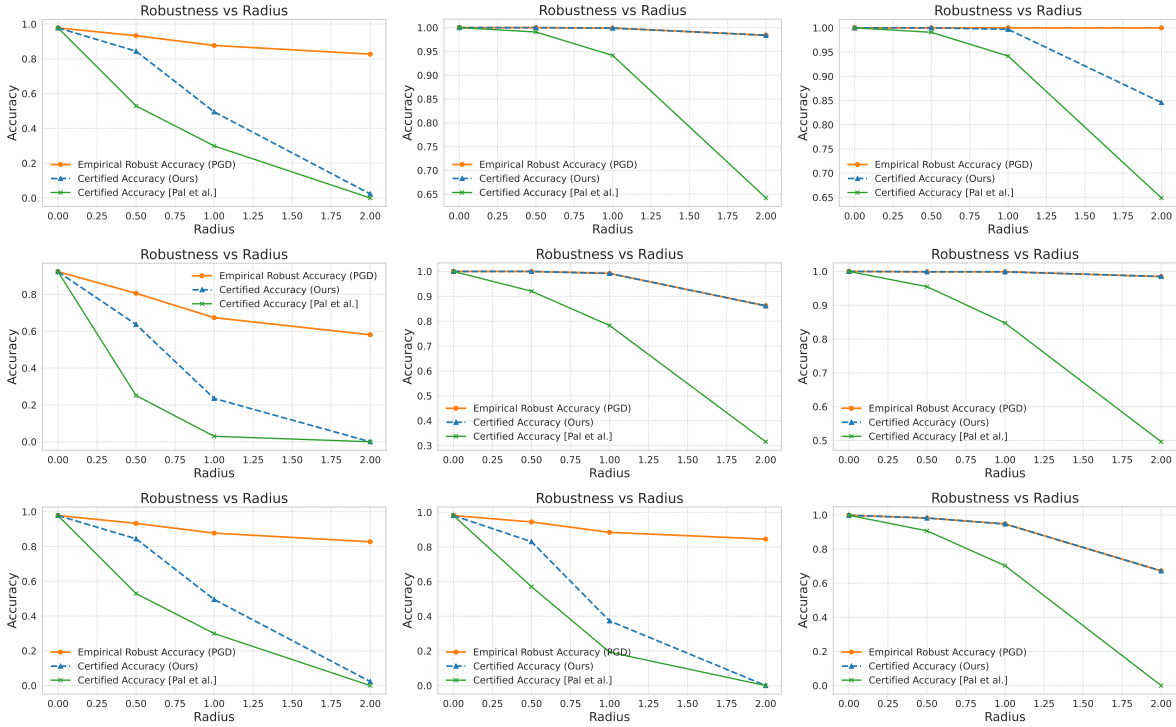 Robustness vs Radius
Accuracy
1.0
0.8
0.6
0.4
0.2
0.0
Empirical Robust Accuracy (PGD)
Certified Accuracy (Ours)
Certified Accuracy [Pal et al.]
0.00 0.25 0.50 0.75 1.00 1.25 1.50 1.75 2.00
Radius
Robustness vs Radius
Accuracy
1.00
0.95
0.90
0.85
0.80
0.75
0.70
0.65
Empirical Robust Accuracy (PGD)
Certified Accuracy (Ours)
Certified Accuracy [Pal et al.]
0.00 0.25 0.50 0.75 1.00 1.25 1.50 1.75 2.00
Radius
Robustness vs Radius
Accuracy
1.00
0.95
0.90
0.85
0.80
0.75
0.70
0.65
Empirical Robust Accuracy (PGD)
Certified Accuracy (Ours)
Certified Accuracy [Pal et al.]
0.00 0.25 0.50 0.75 1.00 1.25 1.50 1.75 2.00
Radius
Robustness vs Radius
Accuracy
Empirical Robust Accuracy (PGD)
Certified Accuracy (Ours)
Certified Accuracy [Pal et al.]
0.8
0.6
0.4
0.2
0.0
0.00 0.25 0.50 0.75 1.00 1.25 1.50 1.75 2.00
Radius
Robustness vs Radius
Accuracy
1.0
0.9
0.8
0.7
0.6
0.5
0.4
0.3
Empirical Robust Accuracy (PGD)
Certified Accuracy (Ours)
Certified Accuracy [Pal et al.]
0.00 0.25 0.50 0.75 1.00 1.25 1.50 1.75 2.00
Radius
Robustness vs Radius
Accuracy
1.0
0.9
0.8
0.7
0.6
0.5
Empirical Robust Accuracy (PGD)
Certified Accuracy (Ours)
Certified Accuracy [Pal et al.]
0.00 0.25 0.50 0.75 1.00 1.25 1.50 1.75 2.00
Radius
Robustness vs Radius
Accuracy
1.0
0.8
0.6
0.4
0.2
0.0
Empirical Robust Accuracy (PGD)
Certified Accuracy (Ours)
Certified Accuracy [Pal et al.]
0.00 0.25 0.50 0.75 1.00 1.25 1.50 1.75 2.00
Radius
Robustness vs Radius
Accuracy
1.0
0.8
0.6
0.4
0.2
0.0
Empirical Robust Accuracy (PGD)
Certified Accuracy (Ours)
Certified Accuracy [Pal et al.]
0.00 0.25 0.50 0.75 1.00 1.25 1.50 1.75 2.00
Radius
Robustness vs Radius
Accuracy
1.0
0.8
0.6
0.4
0.2
0.0
Empirical Robust Accuracy (PGD)
Certified Accuracy (Ours)
Certified Accuracy [Pal et al.]
0.00 0.25 0.50 0.75 1.00 1.25 1.50 1.75 2.00
Radius